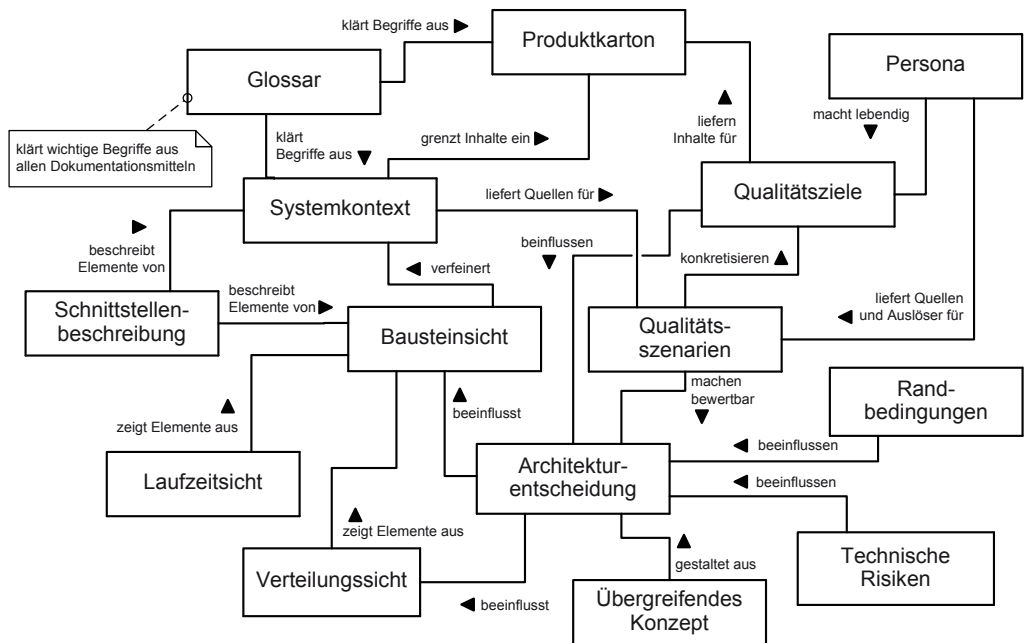 klärt Begriffe aus
Produktkarton
Glossar
Persona
klärt wichtige Begriffe aus
allen Dokumentationsmitteln
klärt
Begriffe aus
grenzt Inhalte ein
liefern
Inhalte für
macht lebendig
Systemkontext
liefert Quellen für
Qualitätsziele
beschreibt
Elemente von
verfeinert
beinflussen
konkretisieren
Schnittstellen-
beschreibung
beschreibt
Elemente von
Bausteinsicht
Qualitäts-
szenarien
liefert Quellen
und Auslöser für
zeigt Elemente aus
beeinflusst
machen
bewertbar
Rand-
bedingungen
Laufzeitsicht
Architektur-
entscheidung
beeinflussen
beeinflussen
zeigt Elemente aus
gestaltet aus
Technische
Risiken
Verteilungssicht
beeinflusst
Übergreifendes
Konzept